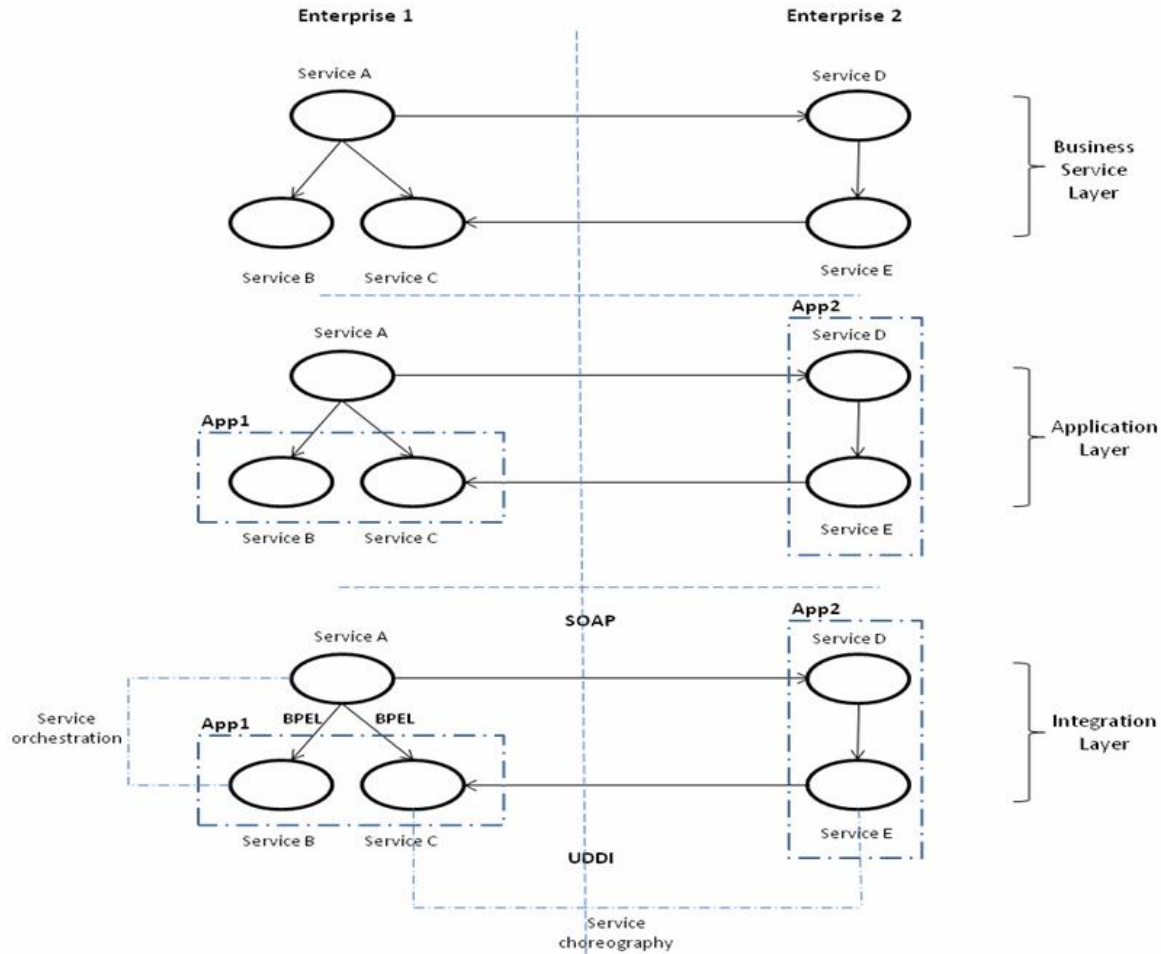 Enterprise 1
Enterprise 2
Service A
Service D
Business
Service
Layer
Service B
Service C
Service E
App2
Service A
Service D
App1
Application
Layer
Service B
Service C
Service E
SOAP
App2
Service A
Service D
Service
orchestration
App1
BPEL
BPEL
Integration
Layer
Service B
Service C
Service E
UDDI
Service
choreography